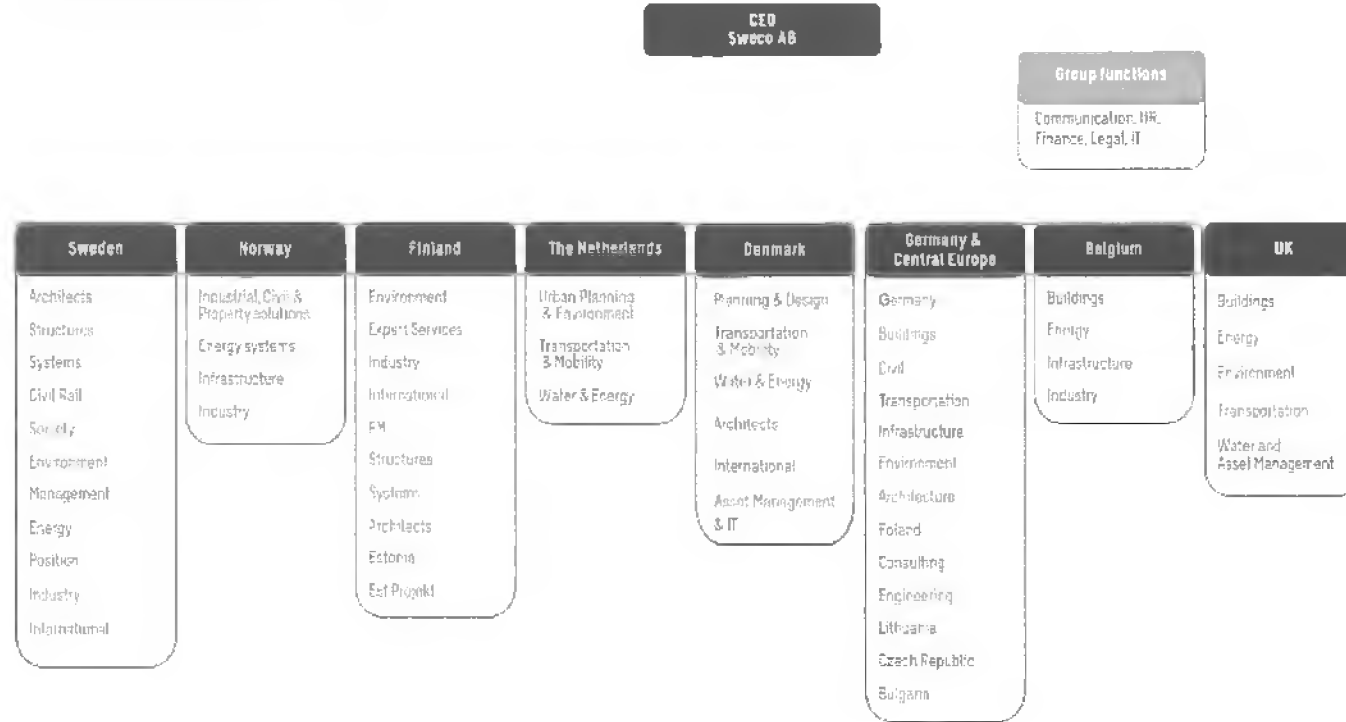 CEO
Sweco AB
Group functions
Communication, HR,
Finance, Legal, IT
Sweden
Architects
Structures
Systems
Civil Rail
Society
Environment
Management
Energy
Position
Industry
International
Norway
Industrial, Civil &
Property solutions
Energy systems
Infrastructure
Industry
Finland
Environment
Expert Services
Industry
International
PM
Structures
Systems
Architects
Estonia
Est Projekt
The Netherlands
Urban Planning
& Environment
Transportation
& Mobility
Water & Energy
Denmark
Planning & Design
Transportation
& Mobility
Water & Energy
Architects
International
Asset Management
& IT
Germany &
Central Europe
Germany
Buildings
Civil
Transportation
Infrastructure
Environment
Architecture
Poland
Consulting
Engineering
Lithuania
Czech Republic
Bulgaria
Belgium
Buildings
Energy
Infrastructure
Industry
UK
Buildings
Energy
Environment
Transportation
Water and
Asset Management